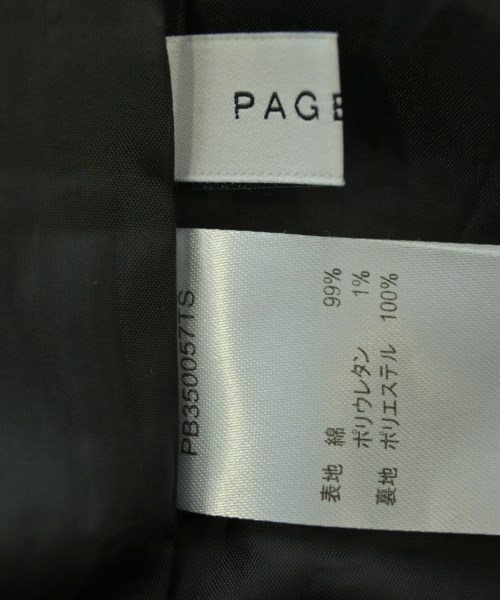 PAGE
PB350057TS
表地 綿 99%
ポリウレタン 1%
裏地 ポリエステル 100%